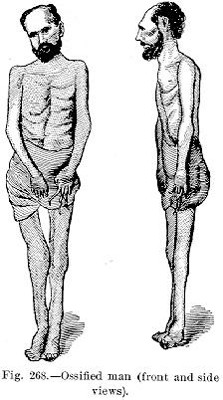 Fig. 268.—Ossified man (front and side
views).